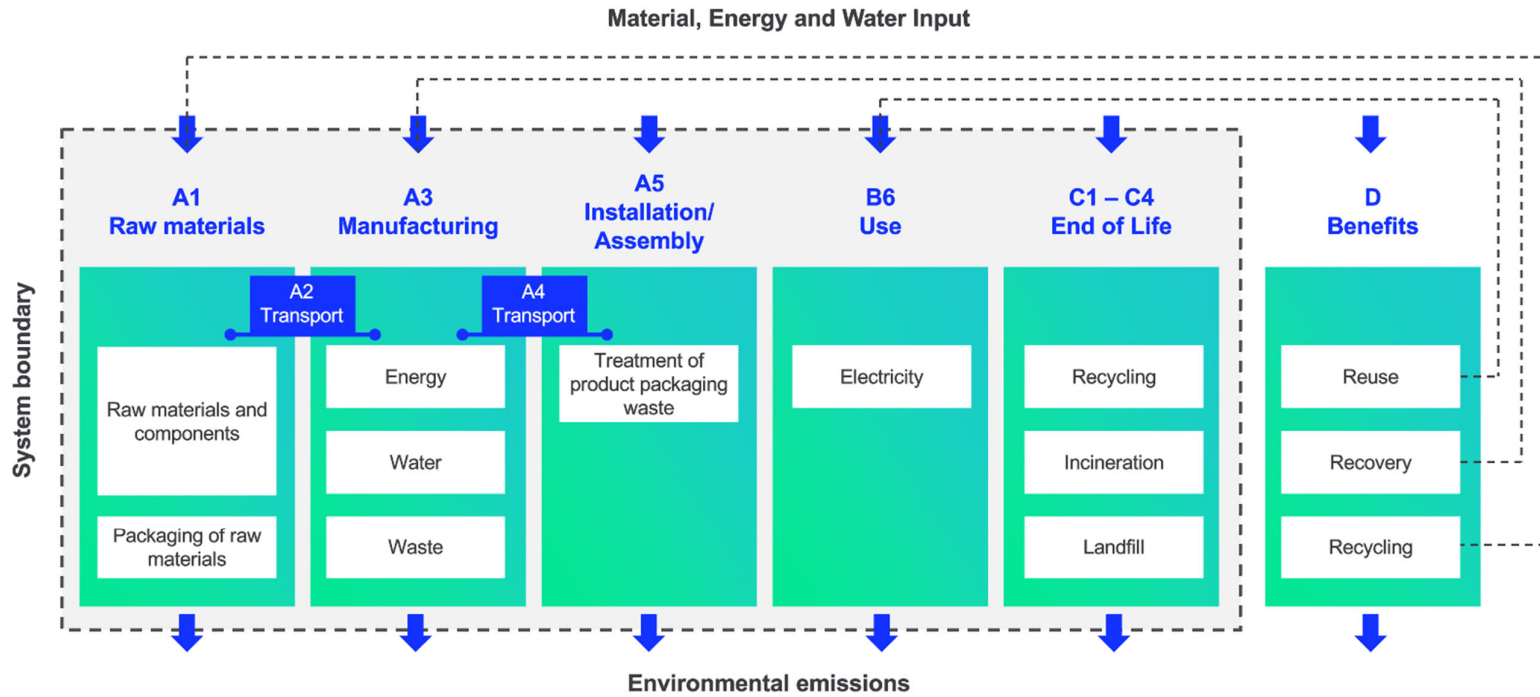 Material, Energy and Water Input
System boundary
A1
Raw materials
A3
Manufacturing
A5
Installation/
Assembly
B6
Use
C1 – C4
End of Life
D
Benefits
A2
Transport
A4
Transport
Raw materials and
components
Packaging of raw
materials
Energy
Water
Waste
Treatment of
product packaging
waste
Electricity
Recycling
Incineration
Landfill
Reuse
Recovery
Recycling
Environmental emissions